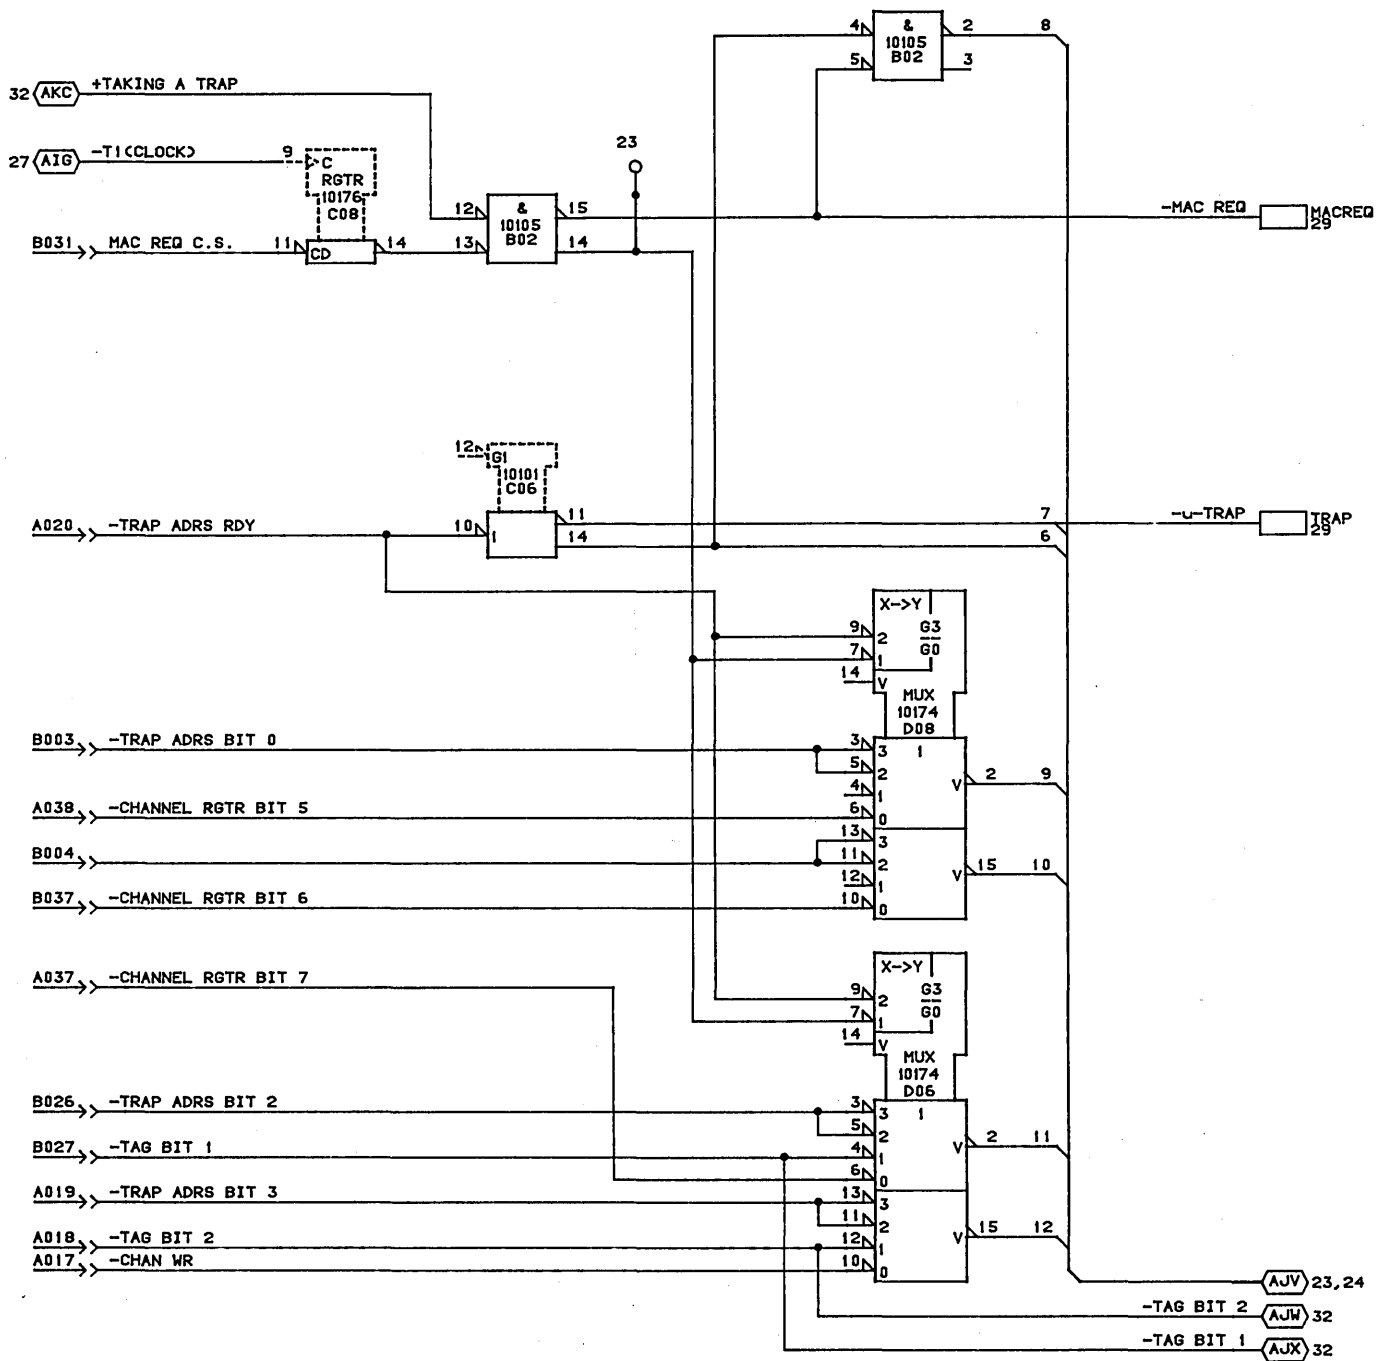 4 & 2 8
10105
5 B02 3
32 AKC +TAKING A TRAP
23
27 AIG -T1(CLOCK) 9 C
RGTR
10176
C08
12 & 15 -MAC REQ MACREQ
10105 29
B031 MAC REQ C.S. 11 CD 14 13 B02 14
12 G1
10101
C06
A020 -TRAP ADRS RDY 10 1 11 7 -u-TRAP TRAP
14 6 29
X->Y
9 2 G3
7 1 G0
14 V
MUX
10174
D08
B003 -TRAP ADRS BIT 0 3 3 1
5 2 V 2 9
4 1
A038 -CHANNEL RGTR BIT 5 6 0
13 3
B004 11 2 V 15 10
12 1
B037 -CHANNEL RGTR BIT 6 10 0
X->Y
A037 -CHANNEL RGTR BIT 7 9 2 G3
7 1 G0
14 V
MUX
10174
D06
B026 -TRAP ADRS BIT 2 3 3 1
5 2 V 2 11
B027 -TAG BIT 1 4 1
6 0
A019 -TRAP ADRS BIT 3 13 3
11 2 V 15 12
A018 -TAG BIT 2 12 1
A017 -CHAN WR 10 0
AJV 23,24
-TAG BIT 2 AJW 32
-TAG BIT 1 AJX 32